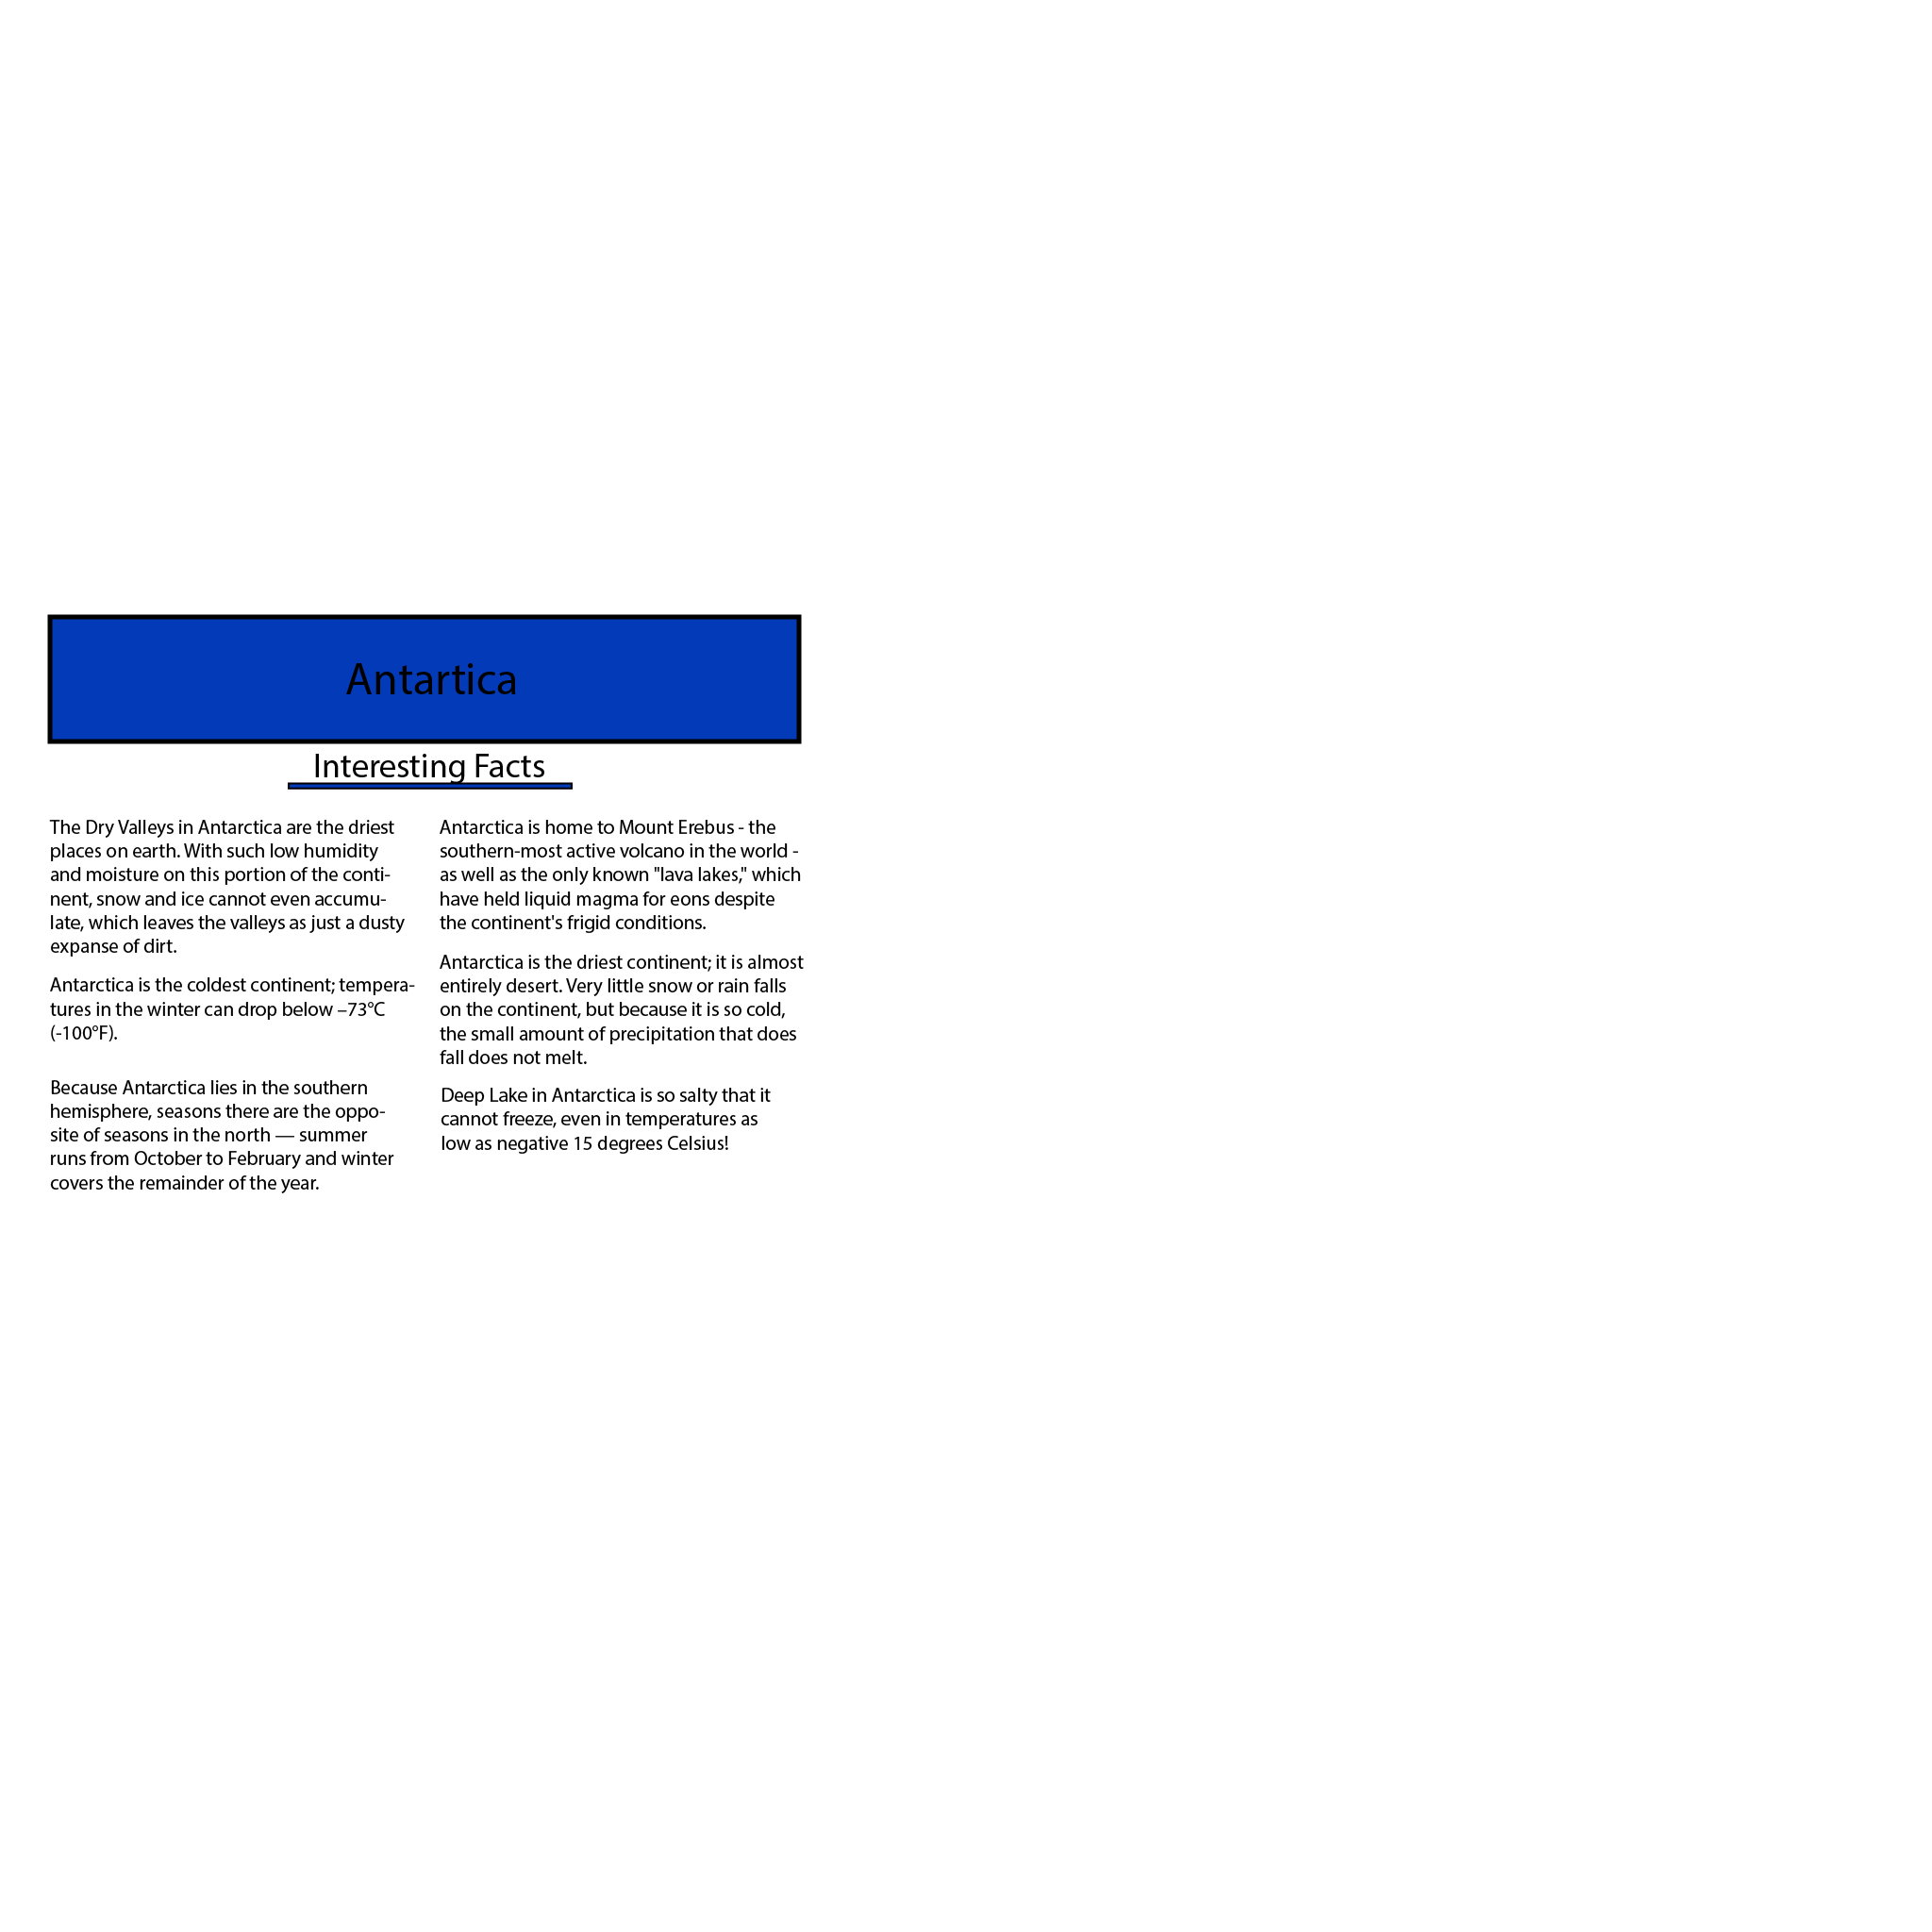 Antartica
Interesting Facts
The Dry Valleys in Antarctica are the driest
places on earth. With such low humidity
and moisture on this portion of the conti-
nent, snow and ice cannot even accumu-
late, which leaves the valleys as just a dusty
expanse of dirt.
Antarctica is the coldest continent; tempera-
tures in the winter can drop below –73°C
(-100°F).
Because Antarctica lies in the southern
hemisphere, seasons there are the oppo-
site of seasons in the north — summer
runs from October to February and winter
covers the remainder of the year.
Antarctica is home to Mount Erebus - the
southern-most active volcano in the world -
as well as the only known "lava lakes," which
have held liquid magma for eons despite
the continent's frigid conditions.
Antarctica is the driest continent; it is almost
entirely desert. Very little snow or rain falls
on the continent, but because it is so cold,
the small amount of precipitation that does
fall does not melt.
Deep Lake in Antarctica is so salty that it
cannot freeze, even in temperatures as
low as negative 15 degrees Celsius!